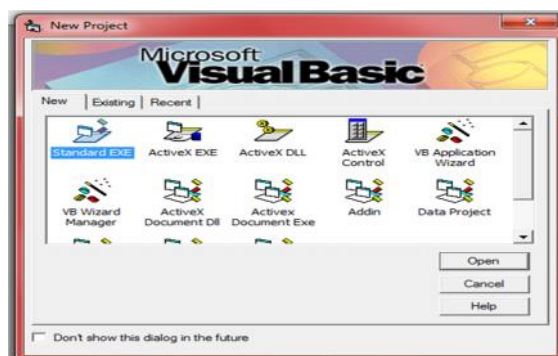 New Project
Microsoft
Visual Basic
New Existing Recent
Standard EXE ActiveX EXE ActiveX DLL ActiveX Control VB Application Wizard
VB Wizard Manager ActiveX Document Dll Activex Document Exe Addin Data Project
Open
Cancel
Help
Don't show this dialog in the future